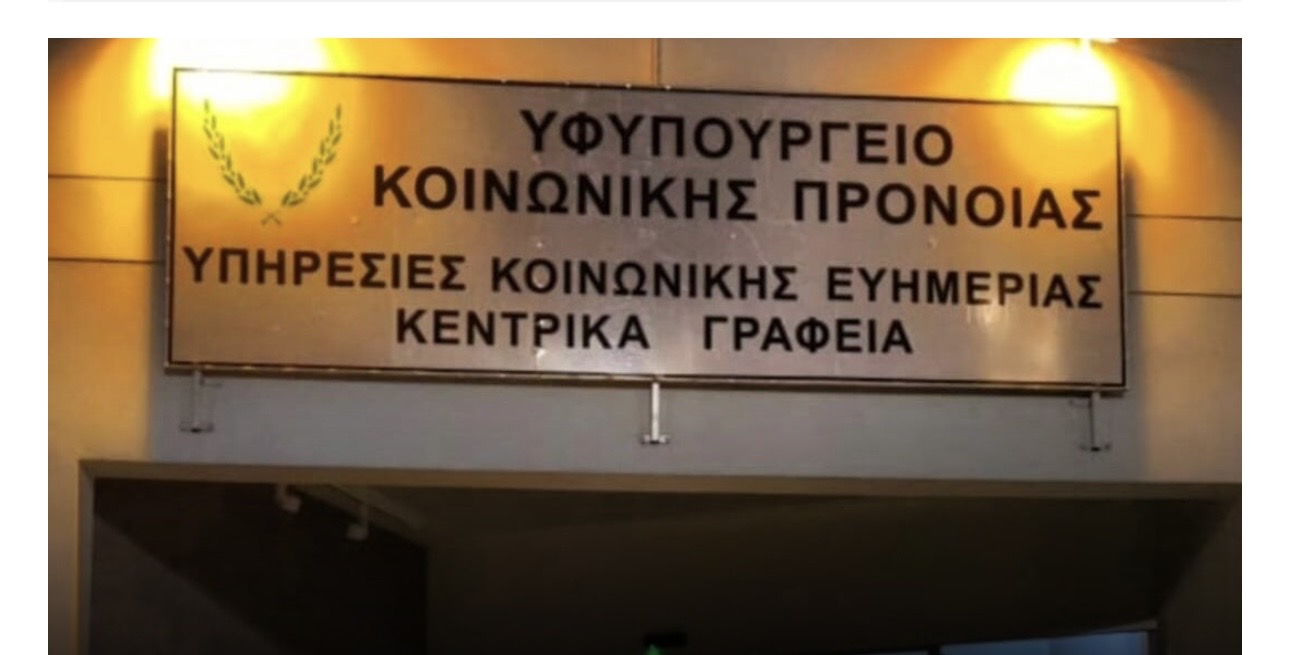 ΥΦΥΠΟΥΡΓΕΙΟ
ΚΟΙΝΩΝΙΚΗΣ ΠΡΟΝΟΙΑΣ
ΥΠΗΡΕΣΙΕΣ ΚΟΙΝΩΝΙΚΗΣ ΕΥΗΜΕΡΙΑΣ
ΚΕΝΤΡΙΚΑ ΓΡΑΦΕΙΑ